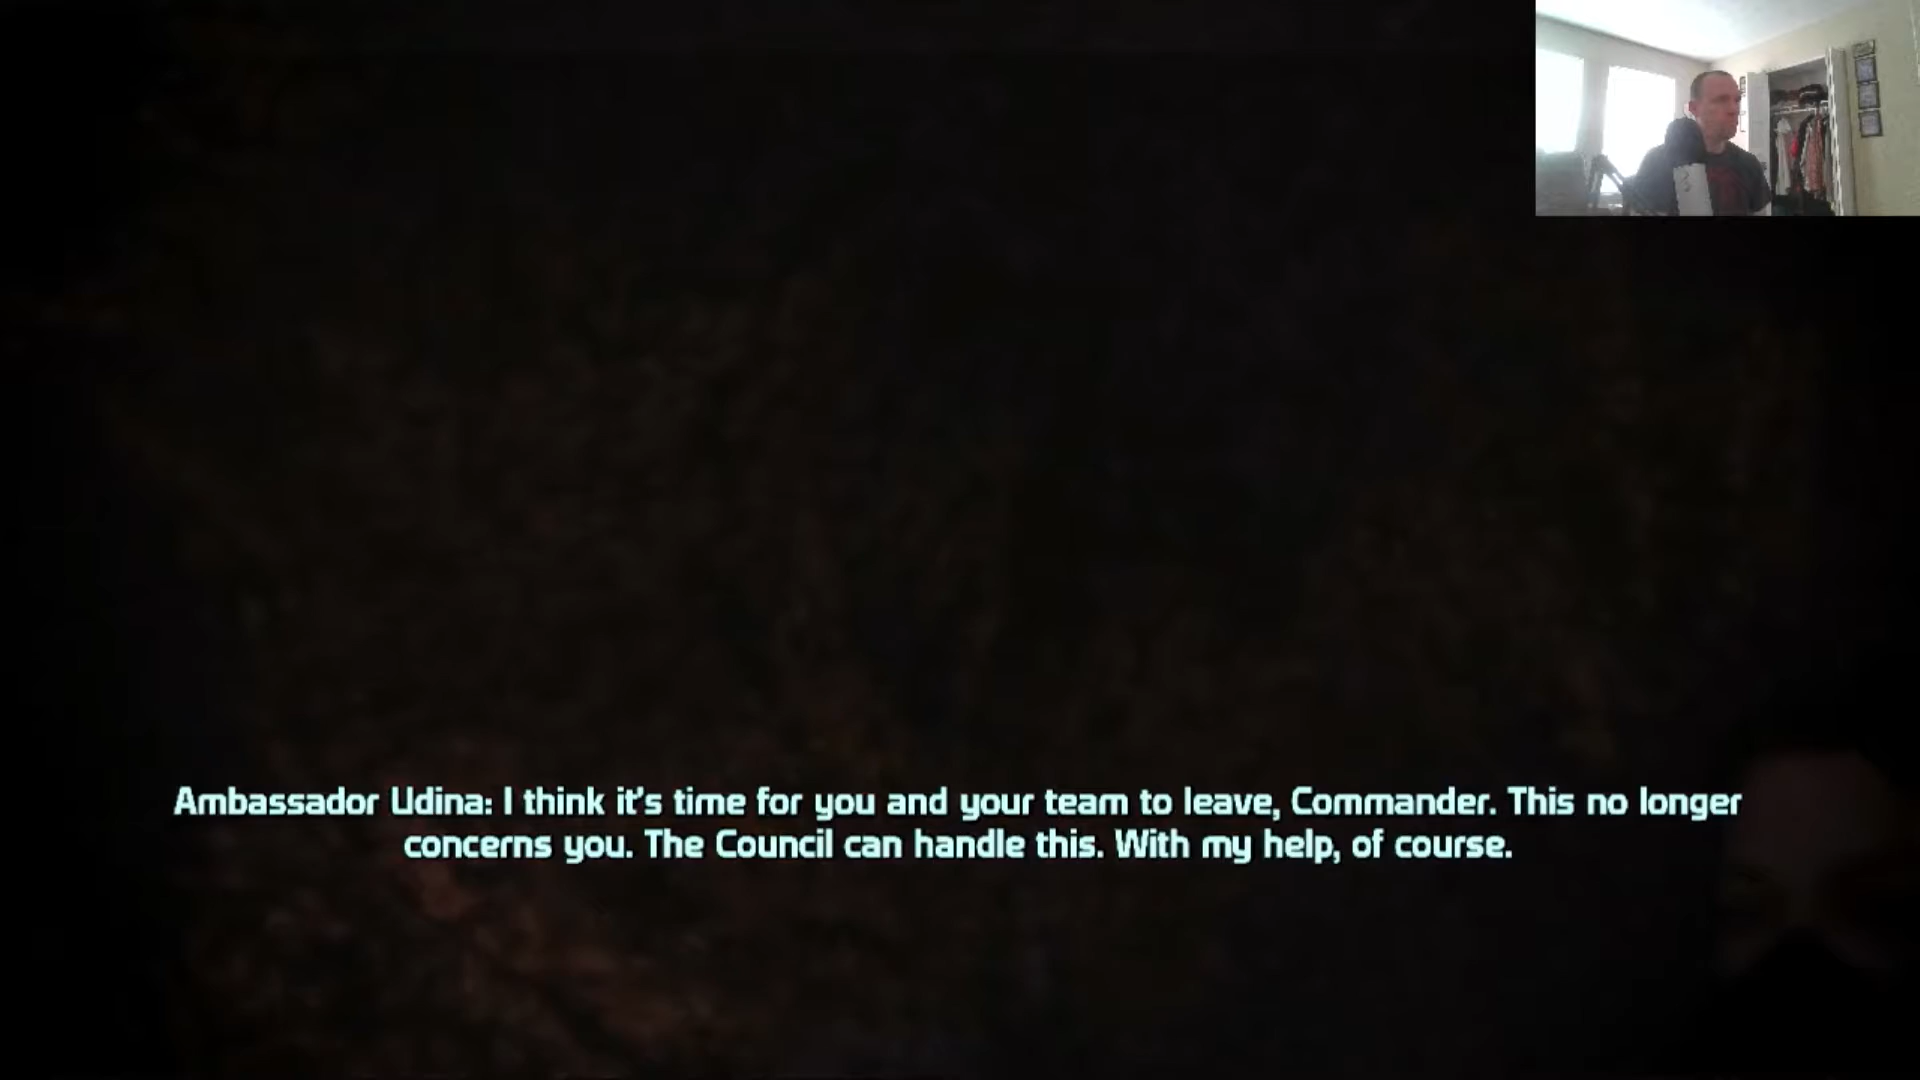 Ambassador Udina: I think it's time for you and your team to leave, Commander. This no longer
concerns you. The Council can handle this. With my help, of course.